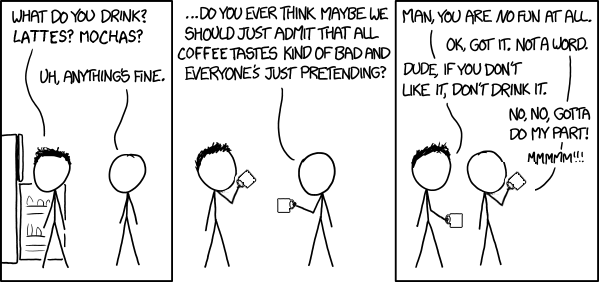 WHAT DO YOU DRINK?
LATTES? MOCHAS?
UH, ANYTHING'S FINE.
...DO YOU EVER THINK MAYBE WE
SHOULD JUST ADMIT THAT ALL
COFFEE TASTES KIND OF BAD AND
EVERYONE'S JUST PRETENDING?
MAN, YOU ARE NO FUN AT ALL.
OK, GOT IT. NOT A WORD.
DUDE, IF YOU DON'T
LIKE IT, DON'T DRINK IT.
NO, NO, GOTTA
DO MY PART!
MMMMM!!!